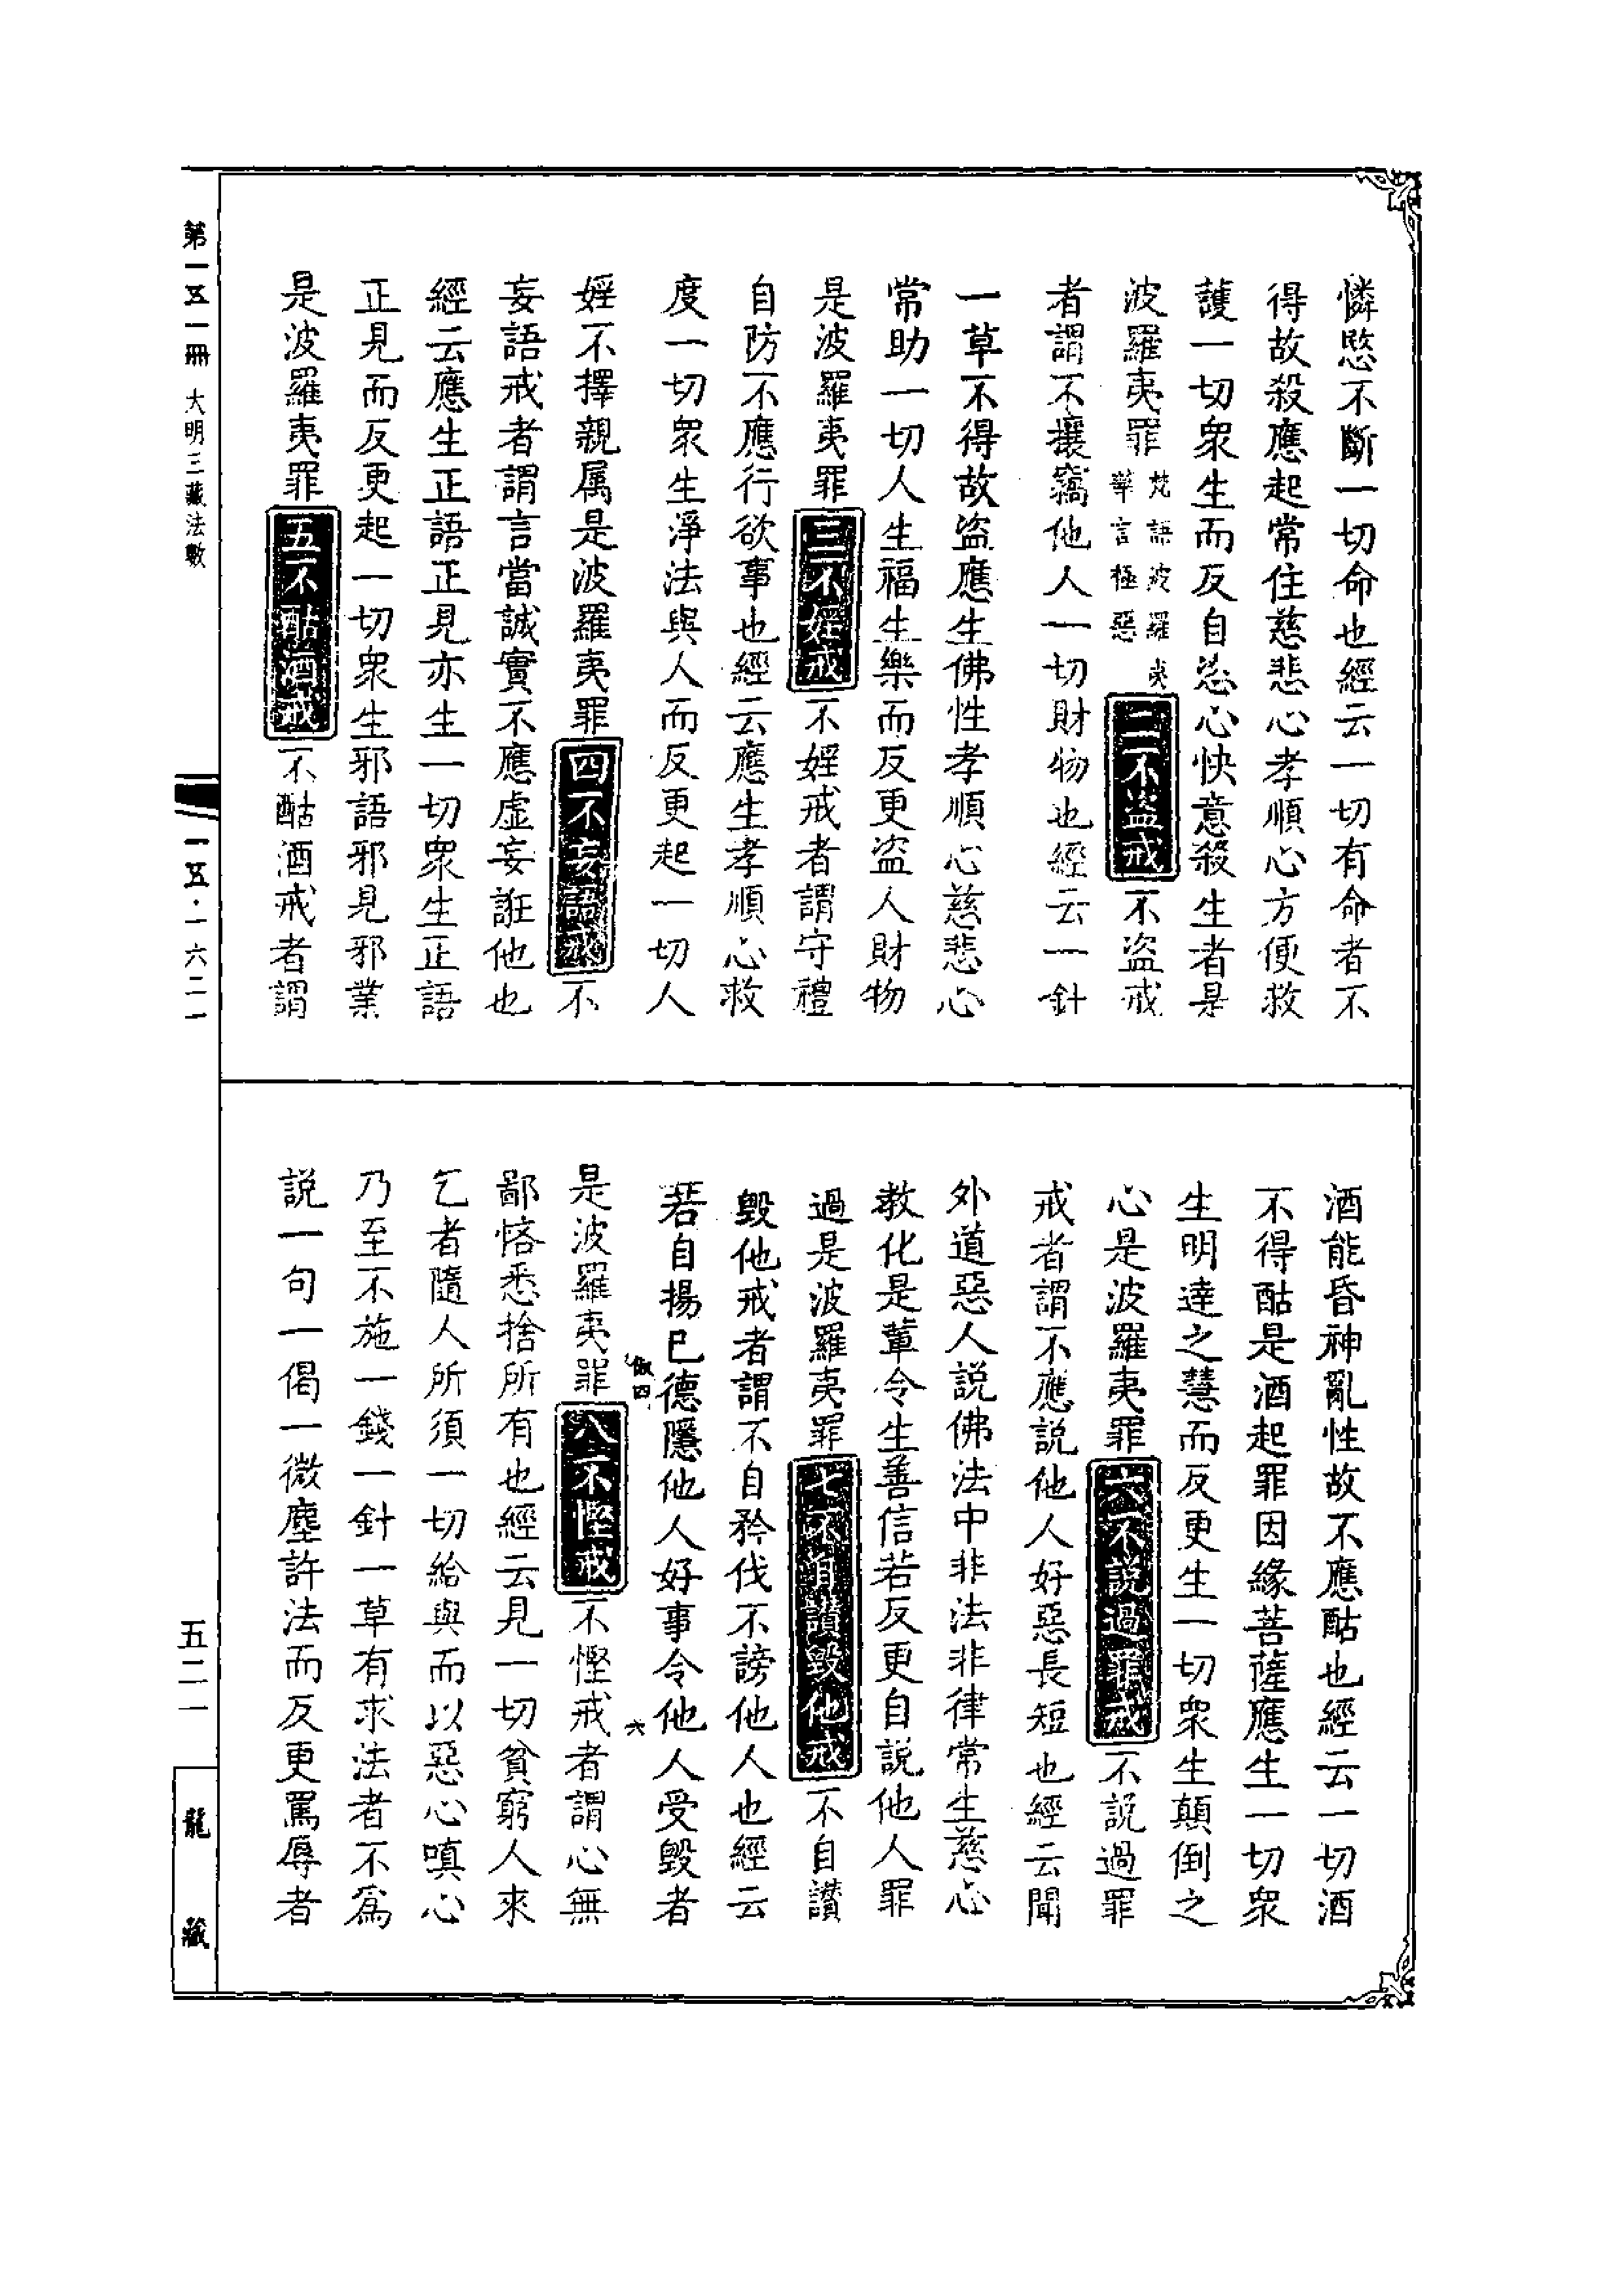 憐愍不斷一切命也經云一切有命者不
得故殺應起常住慈悲心孝順心方便救
護一切衆生而反自恣心快意殺生者是
波羅夷罪梵語波羅夷華言極惡二不盜戒不盜戒
者謂不攘竊他人一切財物也經云一針
一草不得故盜應生佛性孝順心慈悲心
常助一切人生福生樂而反更盜人財物
是波羅夷罪三不婬戒不婬戒者謂守禮
自防不應行欲事也經云應生孝順心救
度一切衆生淨法與人而反更起一切人
婬不擇親属是波羅夷罪四不妄語戒不
妄語戒者謂言當誠實不應虛妄誑他也
經云應生正語正見亦生一切衆生正語
正見而反更起一切衆生邪語邪見邪業
是波羅夷罪五不酤酒戒不酤酒戒者謂
酒能昏神亂性故不應酤也經云一切酒
不得酤是酒起罪因緣菩薩應生一切衆
生明達之慧而反更生一切衆生顛倒之
心是波羅夷罪六不說過罪戒不說過罪
戒者謂不應說他人好惡長短也經云聞
外道惡人說佛法中非法非律常生慈心
教化是輩令生善信若反更自說他人罪
過是波羅夷罪七不自讚毀他戒不自讚
毀他戒者謂不自矜伐不謗他人也經云
若自揚已德隱他人好事令他人受毀者
傲四
六
是波羅夷罪八不慳戒不慳戒者謂心無
鄙悋悉捨所有也經云見一切貧窮人來
乞者隨人所須一切給與而以惡心嗔心
乃至不施一錢一針一草有求法者不爲
說一句一偈一微塵許法而反更罵辱者
第一五一冊 大明三藏法數
一五·一六二一
五二一
龍藏